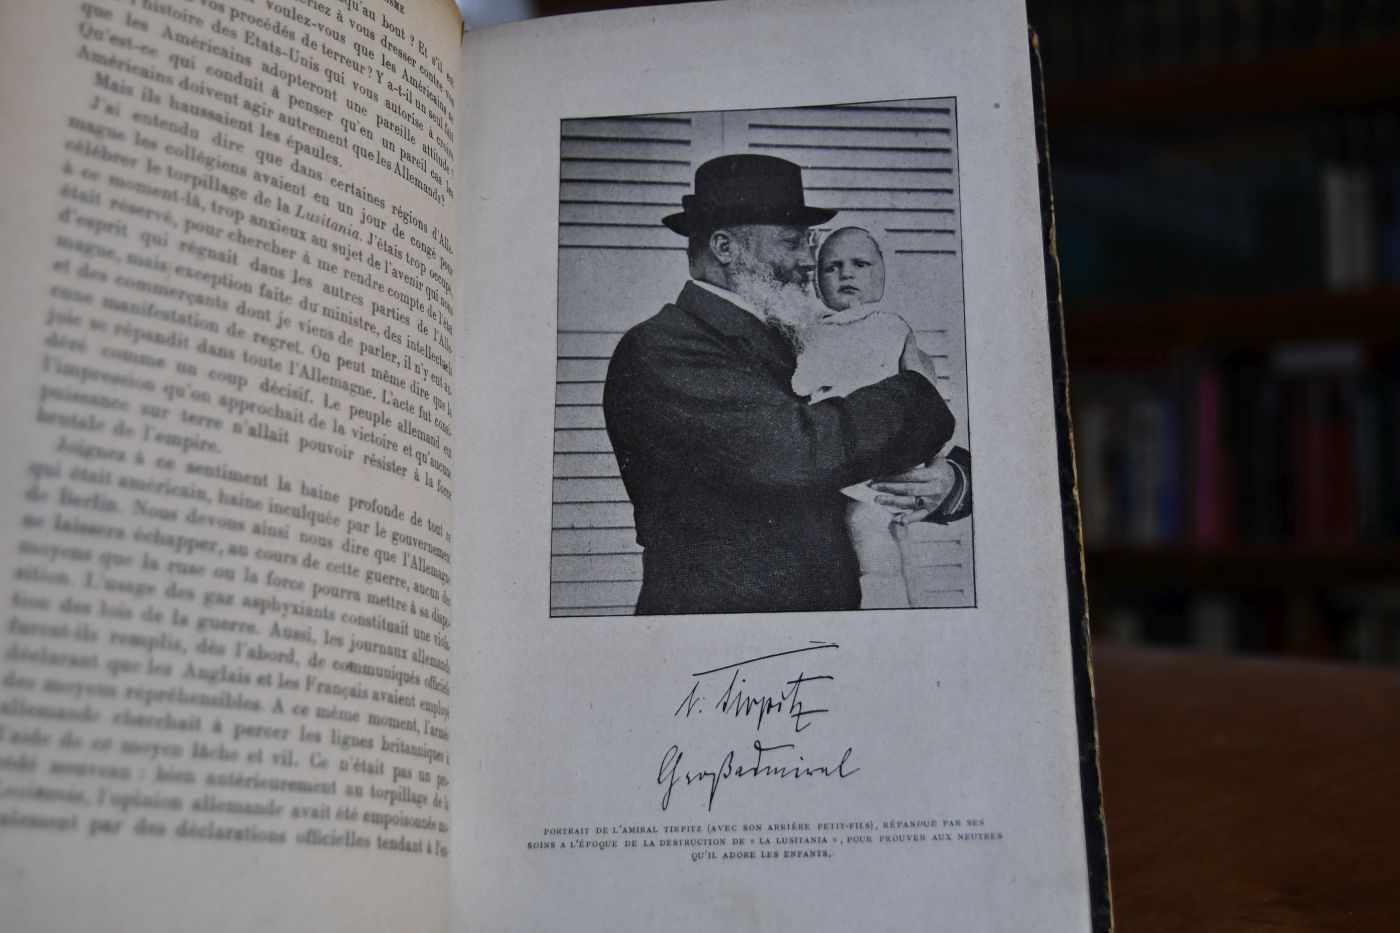 jusqu'au bout ? Et s'il en
à vous dresser contre vos
vos procédés de terreur ? Y a-t-il un seul fait
l'histoire des Etats-Unis qui vous autorise à croire
que les Américains adopteront une pareille attitude ?
Qu'est-ce qui conduit à penser qu'en un pareil cas les
Américains doivent agir autrement que les Allemands ?
Mais ils haussaient les épaules.
J'ai entendu dire que dans certaines régions d'Alle-
magne les collégiens avaient eu un jour de congé pour
célébrer le torpillage de la Lusitania. J'étais trop occupé,
à ce moment-là, trop anxieux au sujet de l'avenir qui nous
était réservé, pour chercher à me rendre compte de l'état
d'esprit qui régnait dans les autres parties de l'Alle-
magne, mais, exception faite du ministre, des intellectuels
et des commerçants dont je viens de parler, il n'y eut au-
cune manifestation de regret. On peut même dire que la
joie se répandit dans toute l'Allemagne. L'acte fut consi-
déré comme un coup décisif. Le peuple allemand eut
l'impression qu'on approchait de la victoire et qu'aucune
puissance sur terre n'allait pouvoir résister à la force
brutale de l'empire.
Joignez à ce sentiment la haine profonde de tout ce
qui était américain, haine inculquée par le gouvernement
de Berlin. Nous devons ainsi nous dire que l'Allemagne
ne laissera échapper, au cours de cette guerre, aucun des
moyens que la ruse ou la force pourra mettre à sa dispo-
sition. L'usage des gaz asphyxiants constituait une viola-
tion des lois de la guerre. Aussi, les journaux allemands
furent-ils remplis, dès l'abord, de communiqués officiels
déclarant que les Anglais et les Français avaient employé
des moyens répréhensibles. A ce même moment, l'armée
allemande cherchait à percer les lignes britanniques à
l'aide de ce moyen lâche et vil. Ce n'était pas un pro-
cédé nouveau : bien antérieurement au torpillage de la
Lusitania, l'opinion allemande avait été empoisonnée
par des déclarations officielles tendant à
v. Tirpitz
Großadmiral
PORTRAIT DE L'AMIRAL TIRPITZ (AVEC SON ARRIÈRE PETIT-FILS), RÉPANDUE PAR SES
SOINS A L'ÉPOQUE DE LA DESTRUCTION DE « LA LUSITANIA », POUR PROUVER AUX NEUTRES
QU'IL ADORE LES ENFANTS.